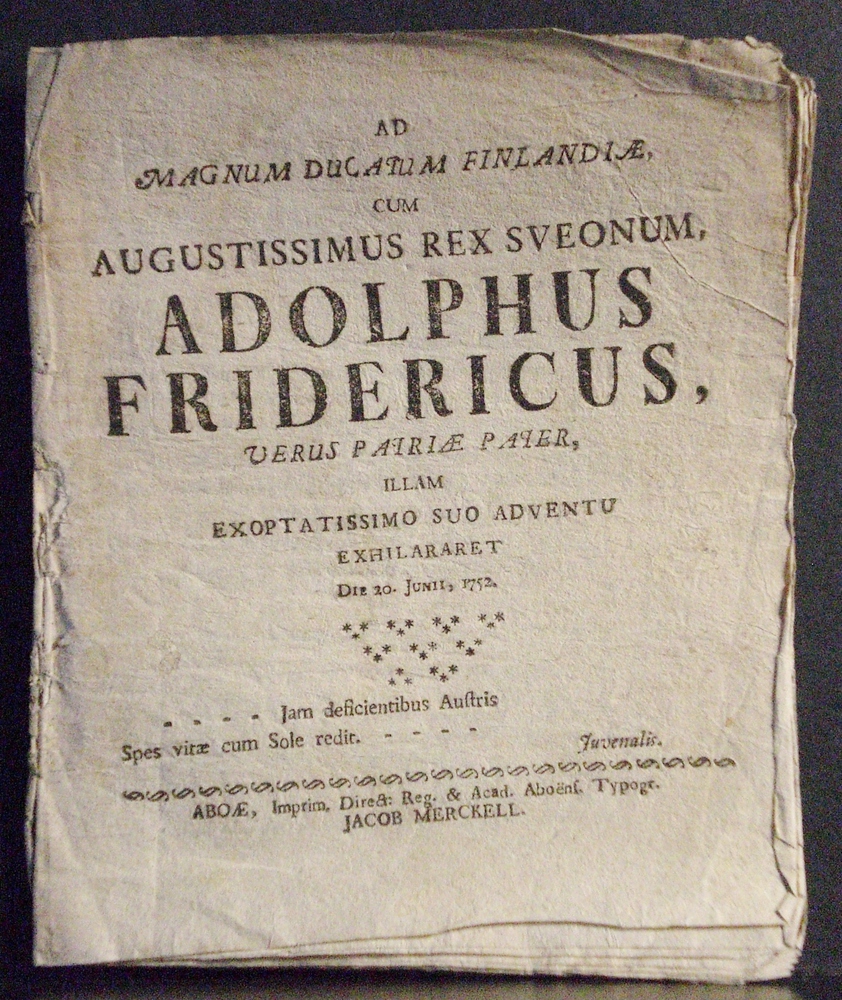 AD
MAGNUM DUCATUM FINLANDIÆ,
CUM
AUGUSTISSIMUS REX SVEONUM,
ADOLPHUS
FRIDERICUS,
VERUS PATRIÆ PATER,
ILLAM
EXOPTATISSIMO SUO ADVENTU
EXHILARARET
DIE 20. JUNII, 1752.
- - - - Jam deficientibus Auſtris
Spes vitæ cum Sole redit. - - - -
Juvenalis.
ABOÆ, Imprim. Direct: Reg. & Acad. Aboënſ. Typogr.
JACOB MERCKELL.